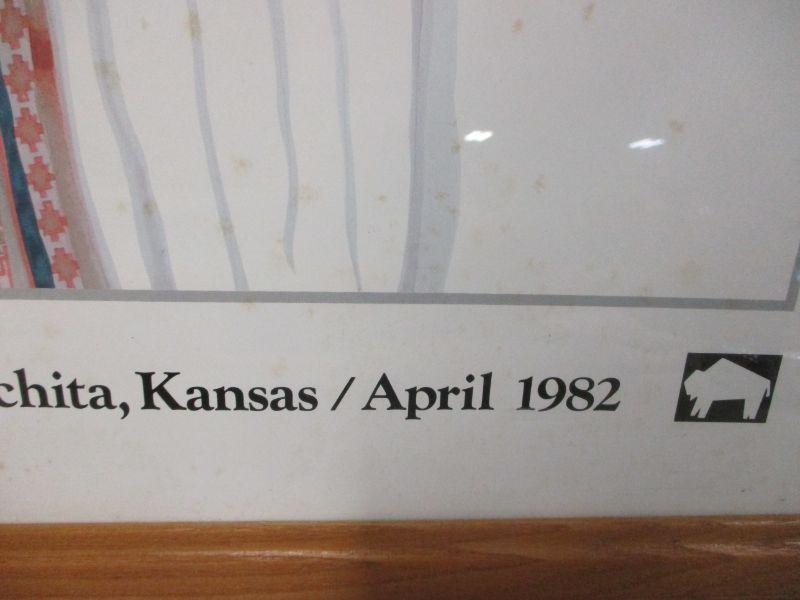 chita, Kansas / April 1982